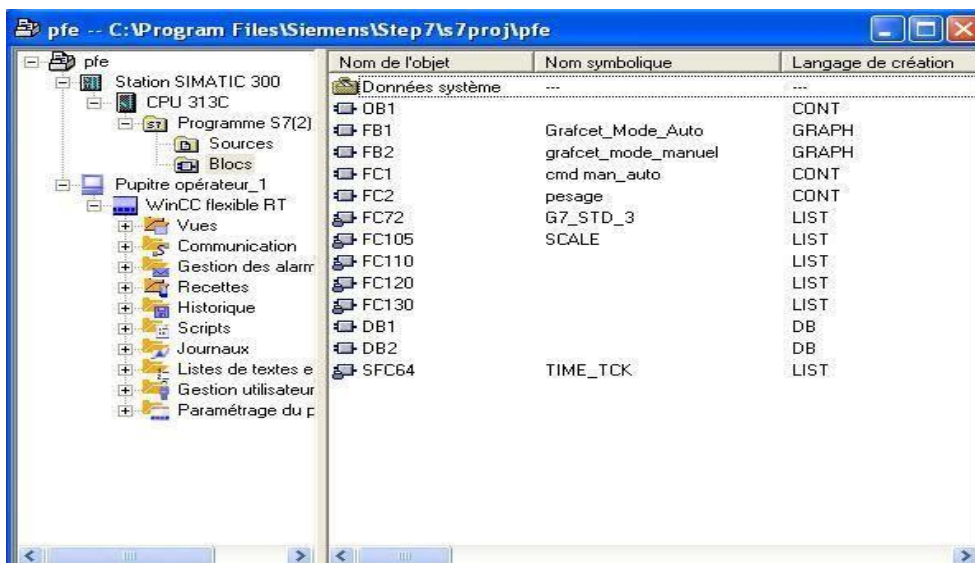 pfe -- C:\Program Files\Siemens\Step7\s7proj\pfe
pfe
Station SIMATIC 300
CPU 313C
Programme S7(2)
Sources
Blocs
Pupitre opérateur_1
WinCC flexible RT
Vues
Communication
Gestion des alarm
Recettes
Historique
Scripts
Journaux
Listes de textes e
Gestion utilisateur
Paramétrage du p
Nom de l'objet Nom symbolique Langage de création
Données système --- ---
OB1 CONT
FB1 Grafcet_Mode_Auto GRAPH
FB2 grafcet_mode_manuel GRAPH
FC1 cmd man_auto CONT
FC2 pesage CONT
FC72 G7_STD_3 LIST
FC105 SCALE LIST
FC110 LIST
FC120 LIST
FC130 LIST
DB1 DB
DB2 DB
SFC64 TIME_TCK LIST